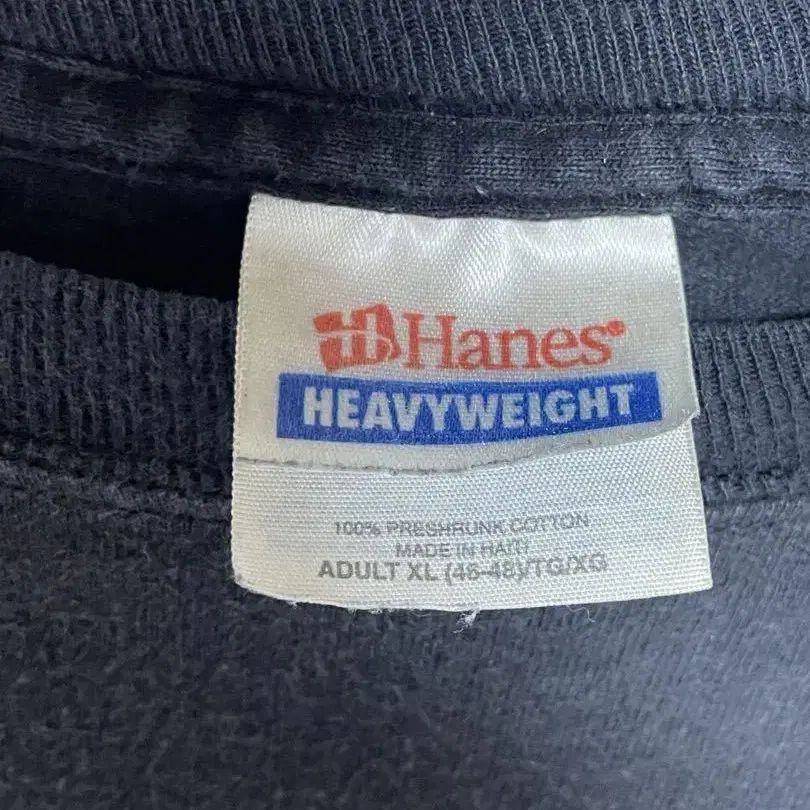 Hanes
HEAVYWEIGHT
100% PRESHRUNK COTTON
MADE IN HAITI
ADULT XL (46-48)/TG/XG